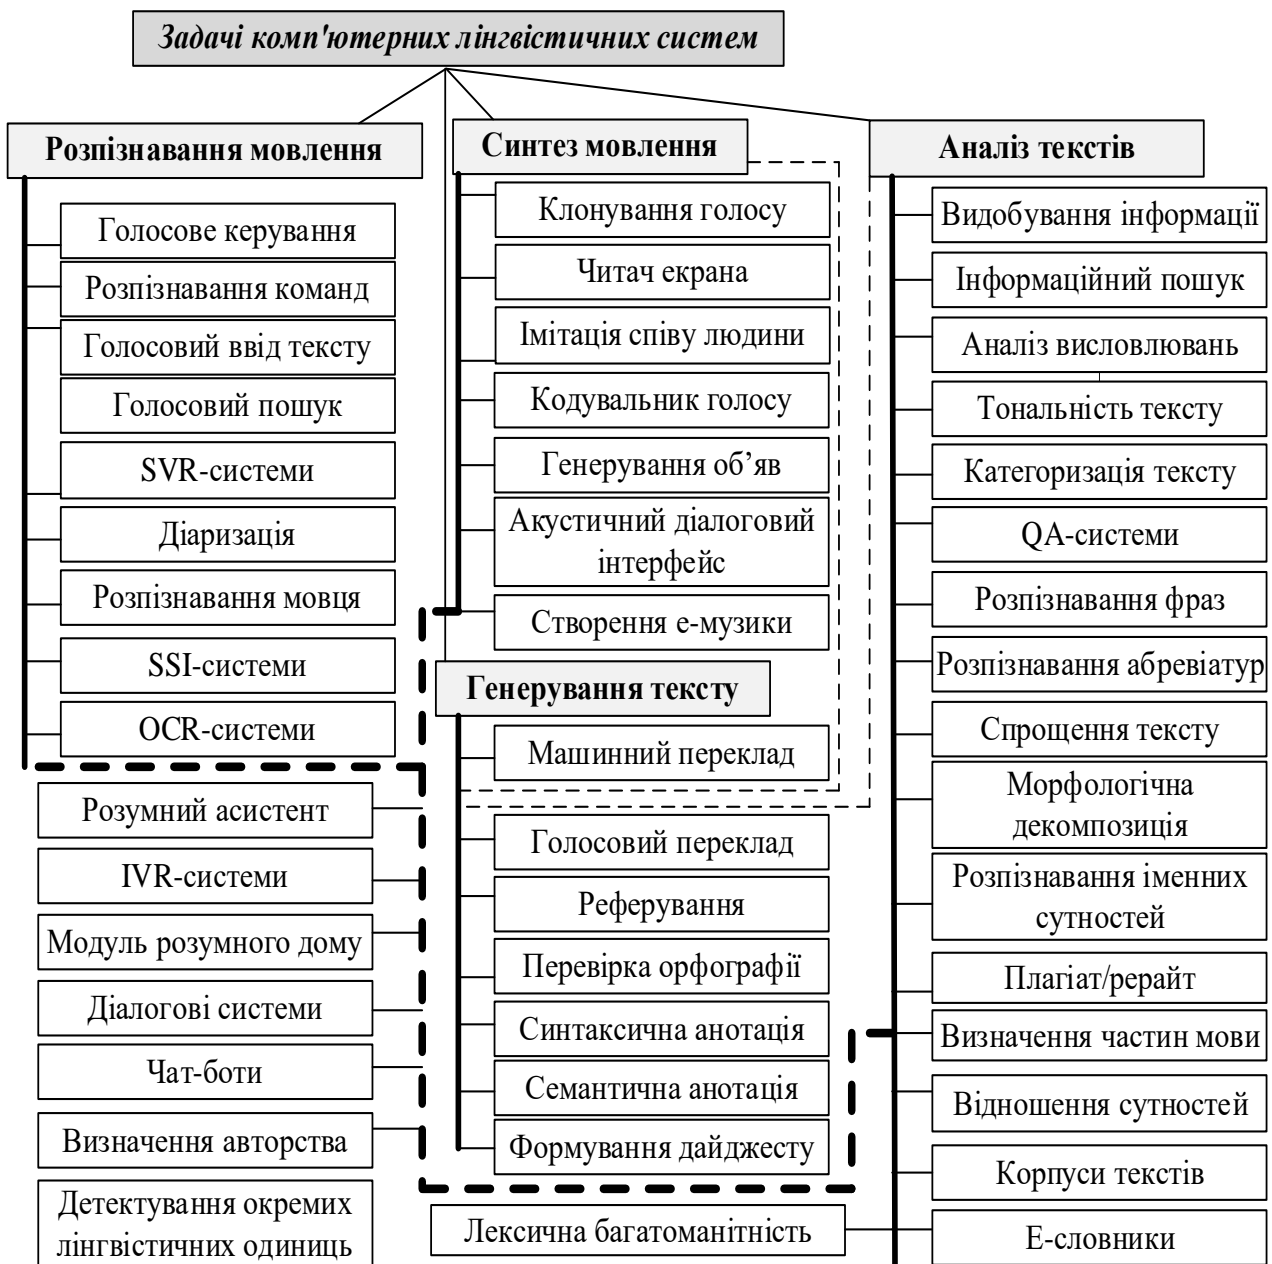 Задачі комп'ютерних лінгвістичних систем
Розпізнавання мовлення
Голосове керування
Розпізнавання команд
Голосовий ввід тексту
Голосовий пошук
SVR-системи
Діаризація
Розпізнавання мовця
SSI-системи
OCR-системи
Розумний асистент
IVR-системи
Модуль розумного дому
Діалогові системи
Чат-боти
Визначення авторства
Детектування окремих
лінгвістичних одиниць
Синтез мовлення
Клонування голосу
Читач екрана
Імітація співу людини
Кодувальник голосу
Генерування об’яв
Акустичний діалоговий
інтерфейс
Створення е-музики
Генерування тексту
Машинний переклад
Голосовий переклад
Реферування
Перевірка орфографії
Синтаксична анотація
Семантична анотація
Формування дайджесту
Лексична багатоманітність
Аналіз текстів
Видобування інформації
Інформаційний пошук
Аналіз висловлювань
Тональність тексту
Категоризація тексту
QA-системи
Розпізнавання фраз
Розпізнавання абревіатур
Спрощення тексту
Морфологічна
декомпозиція
Розпізнавання іменних
сутностей
Плагіат/рерайт
Визначення частин мови
Відношення сутностей
Корпуси текстів
Е-словники